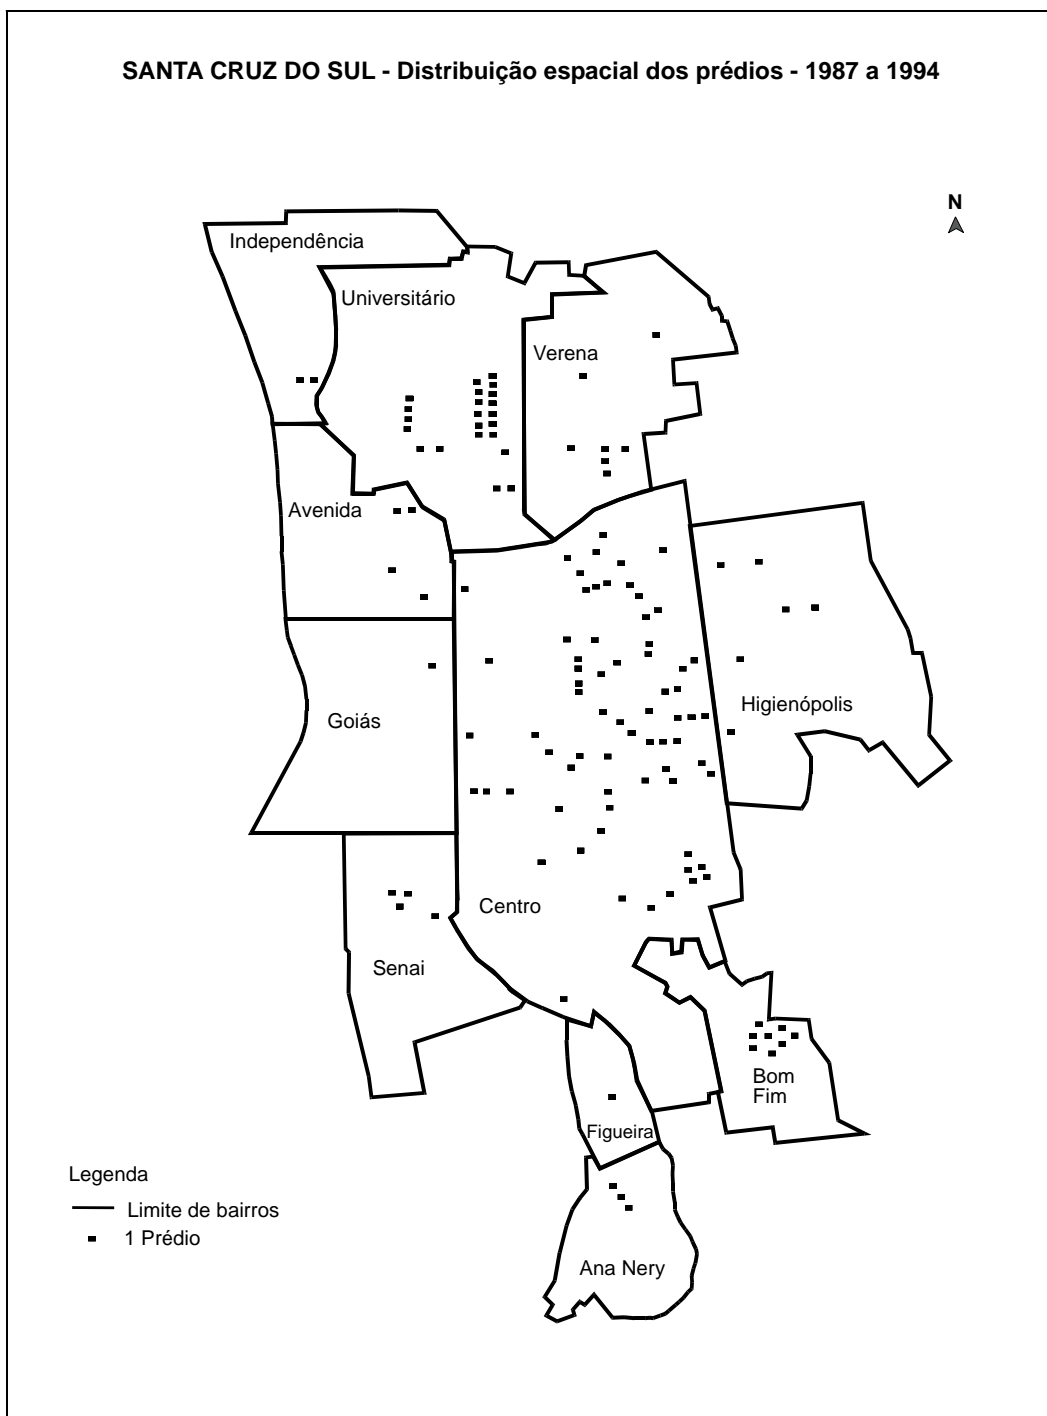 SANTA CRUZ DO SUL - Distribuição espacial dos prédios - 1987 a 1994
N
Independência
Universitário
Verena
Avenida
Higienópolis
Goiás
Centro
Senai
Bom
Fim
Figueira
Legenda
Limite de bairros
1 Prédio
Ana Nery